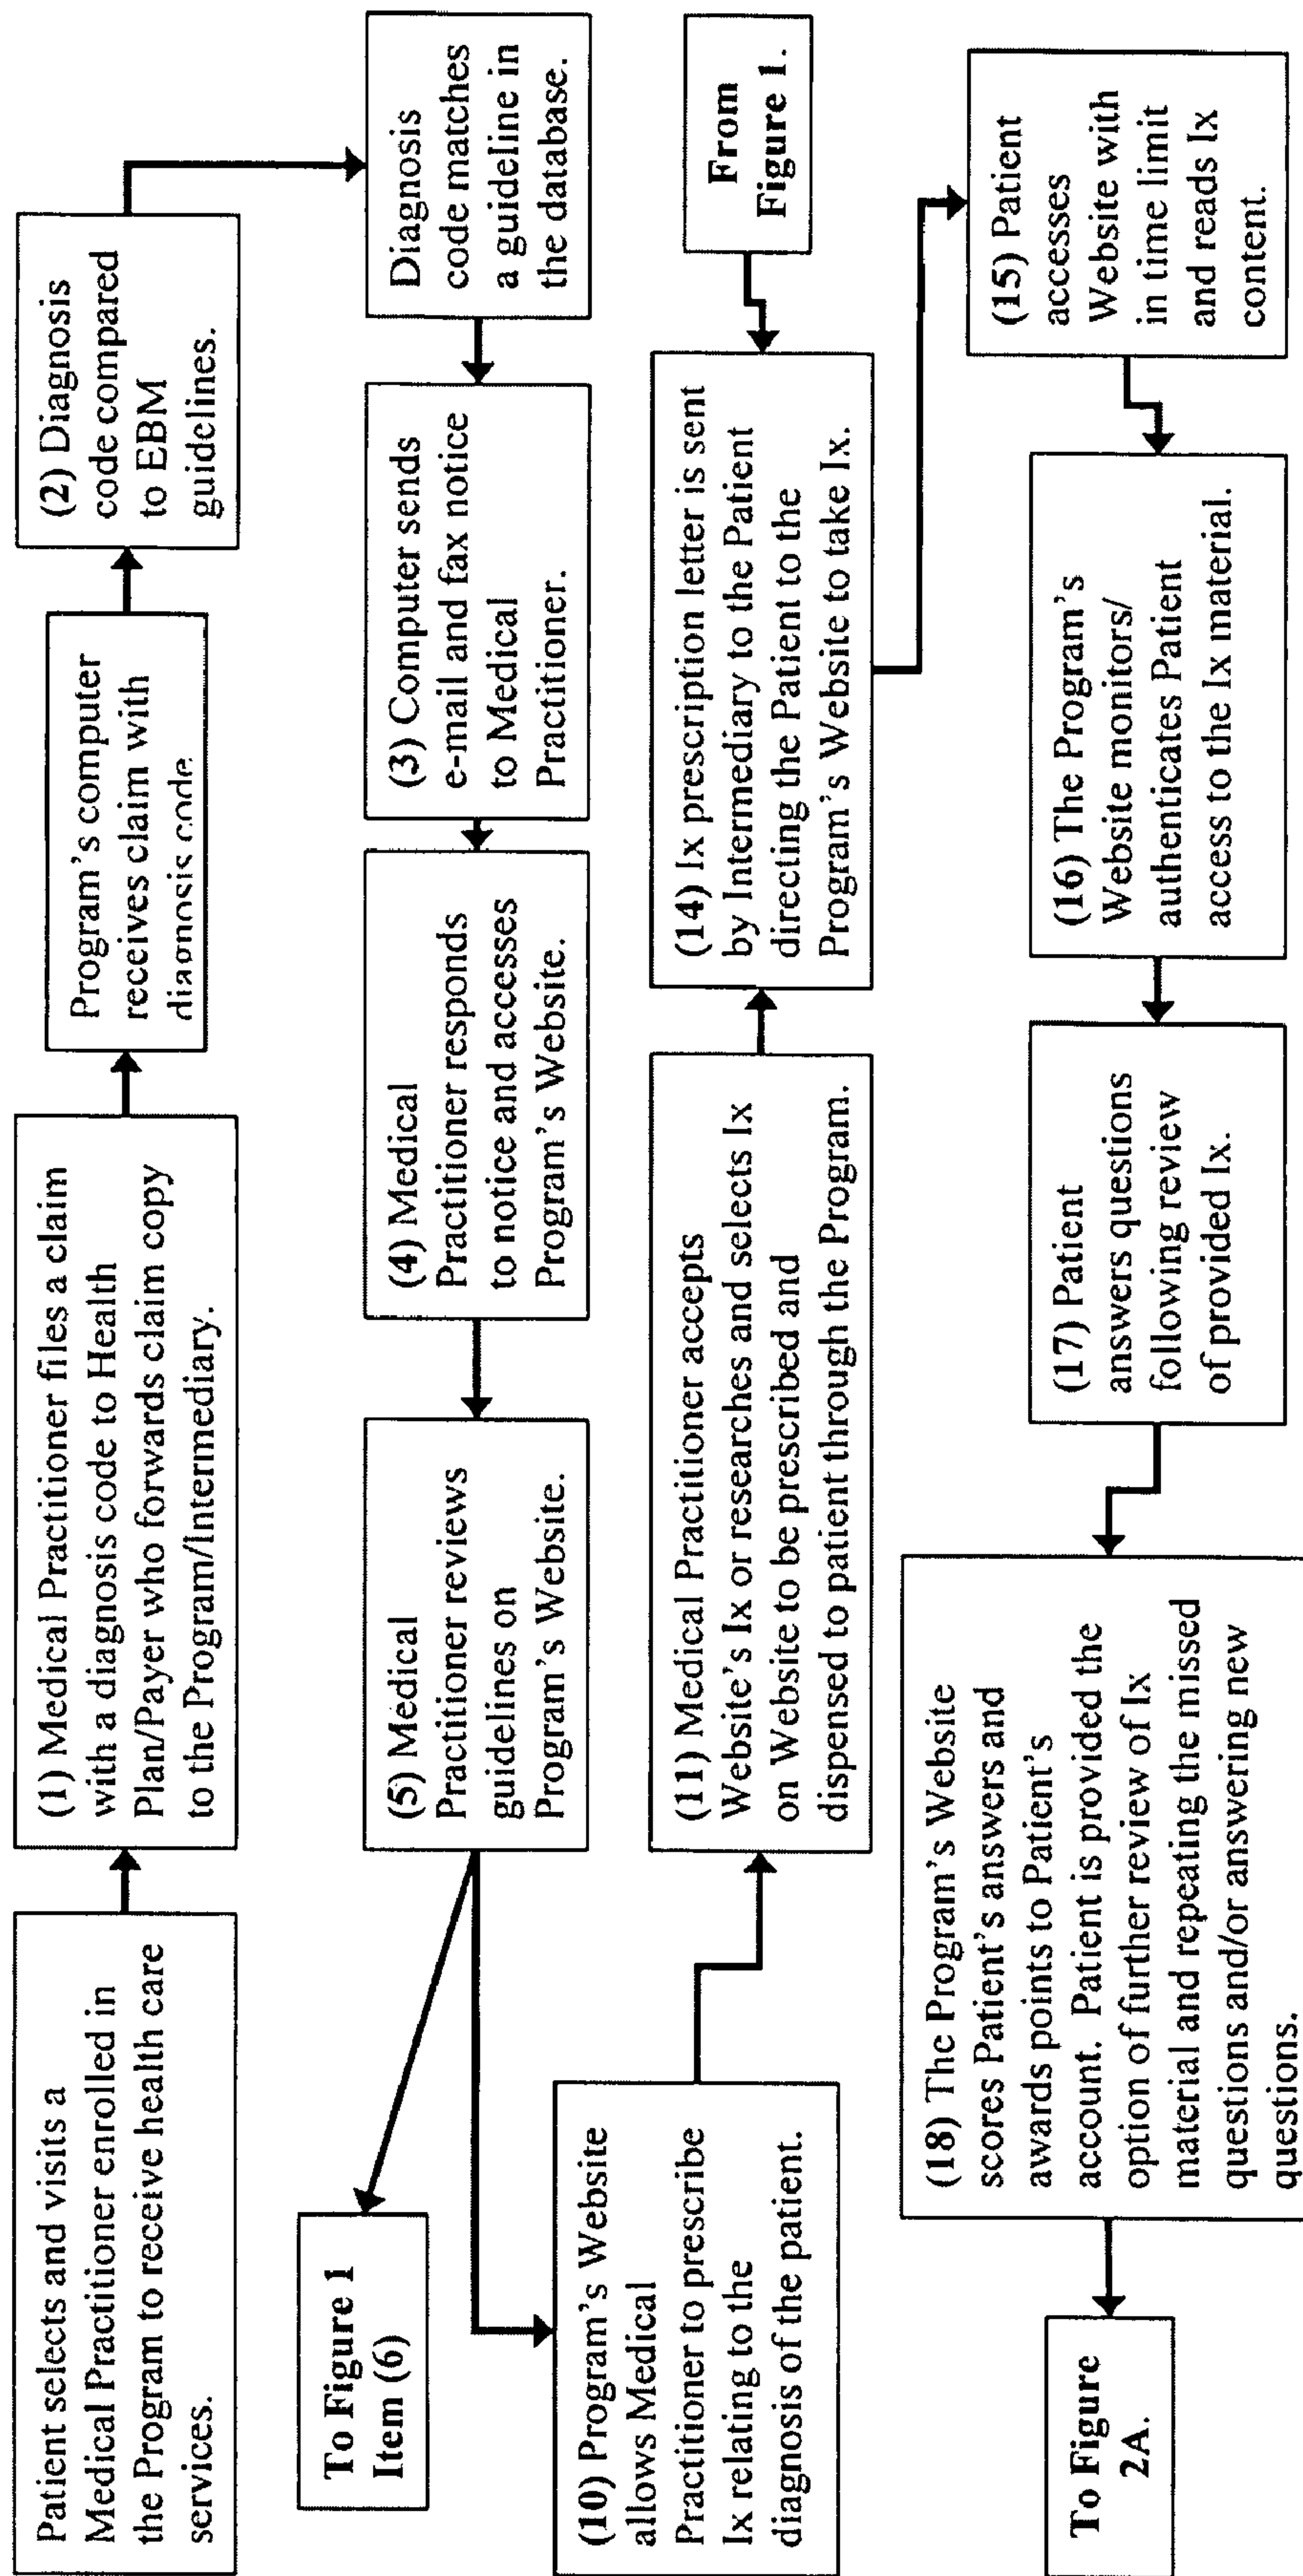 Patient selects and visits a
Medical Practitioner enrolled in
the Program to receive health care
services.
(1) Medical Practitioner files a claim
with a diagnosis code to Health
Plan/Payer who forwards claim copy
to the Program/Intermediary.
Program's computer
receives claim with
diagnosis code
(2) Diagnosis
code compared
to EBM
guidelines.
Diagnosis
code matches
a guideline in
the database.
(3) Computer sends
e-mail and fax notice
to Medical
Practitioner.
(4) Medical
Practitioner responds
to notice and accesses
Program's Website.
(5) Medical
Practitioner reviews
guidelines on
Program's Website.
To Figure 1
Item (6)
(10) Program's Website
allows Medical
Practitioner to prescribe
Ix relating to the
diagnosis of the patient.
(11) Medical Practitioner accepts
Website's Ix or researches and selects Ix
on Website to be prescribed and
dispensed to patient through the Program.
(14) Ix prescription letter is sent
by Intermediary to the Patient
directing the Patient to the
Program's Website to take Ix.
From
Figure 1.
(15) Patient
accesses
Website with
in time limit
and reads Ix
content.
(16) The Program's
Website monitors/
authenticates Patient
access to the Ix material.
(17) Patient
answers questions
following review
of provided Ix.
(18) The Program's Website
scores Patient's answers and
awards points to Patient's
account. Patient is provided the
option of further review of Ix
material and repeating the missed
questions and/or answering new
questions.
To Figure
2A.